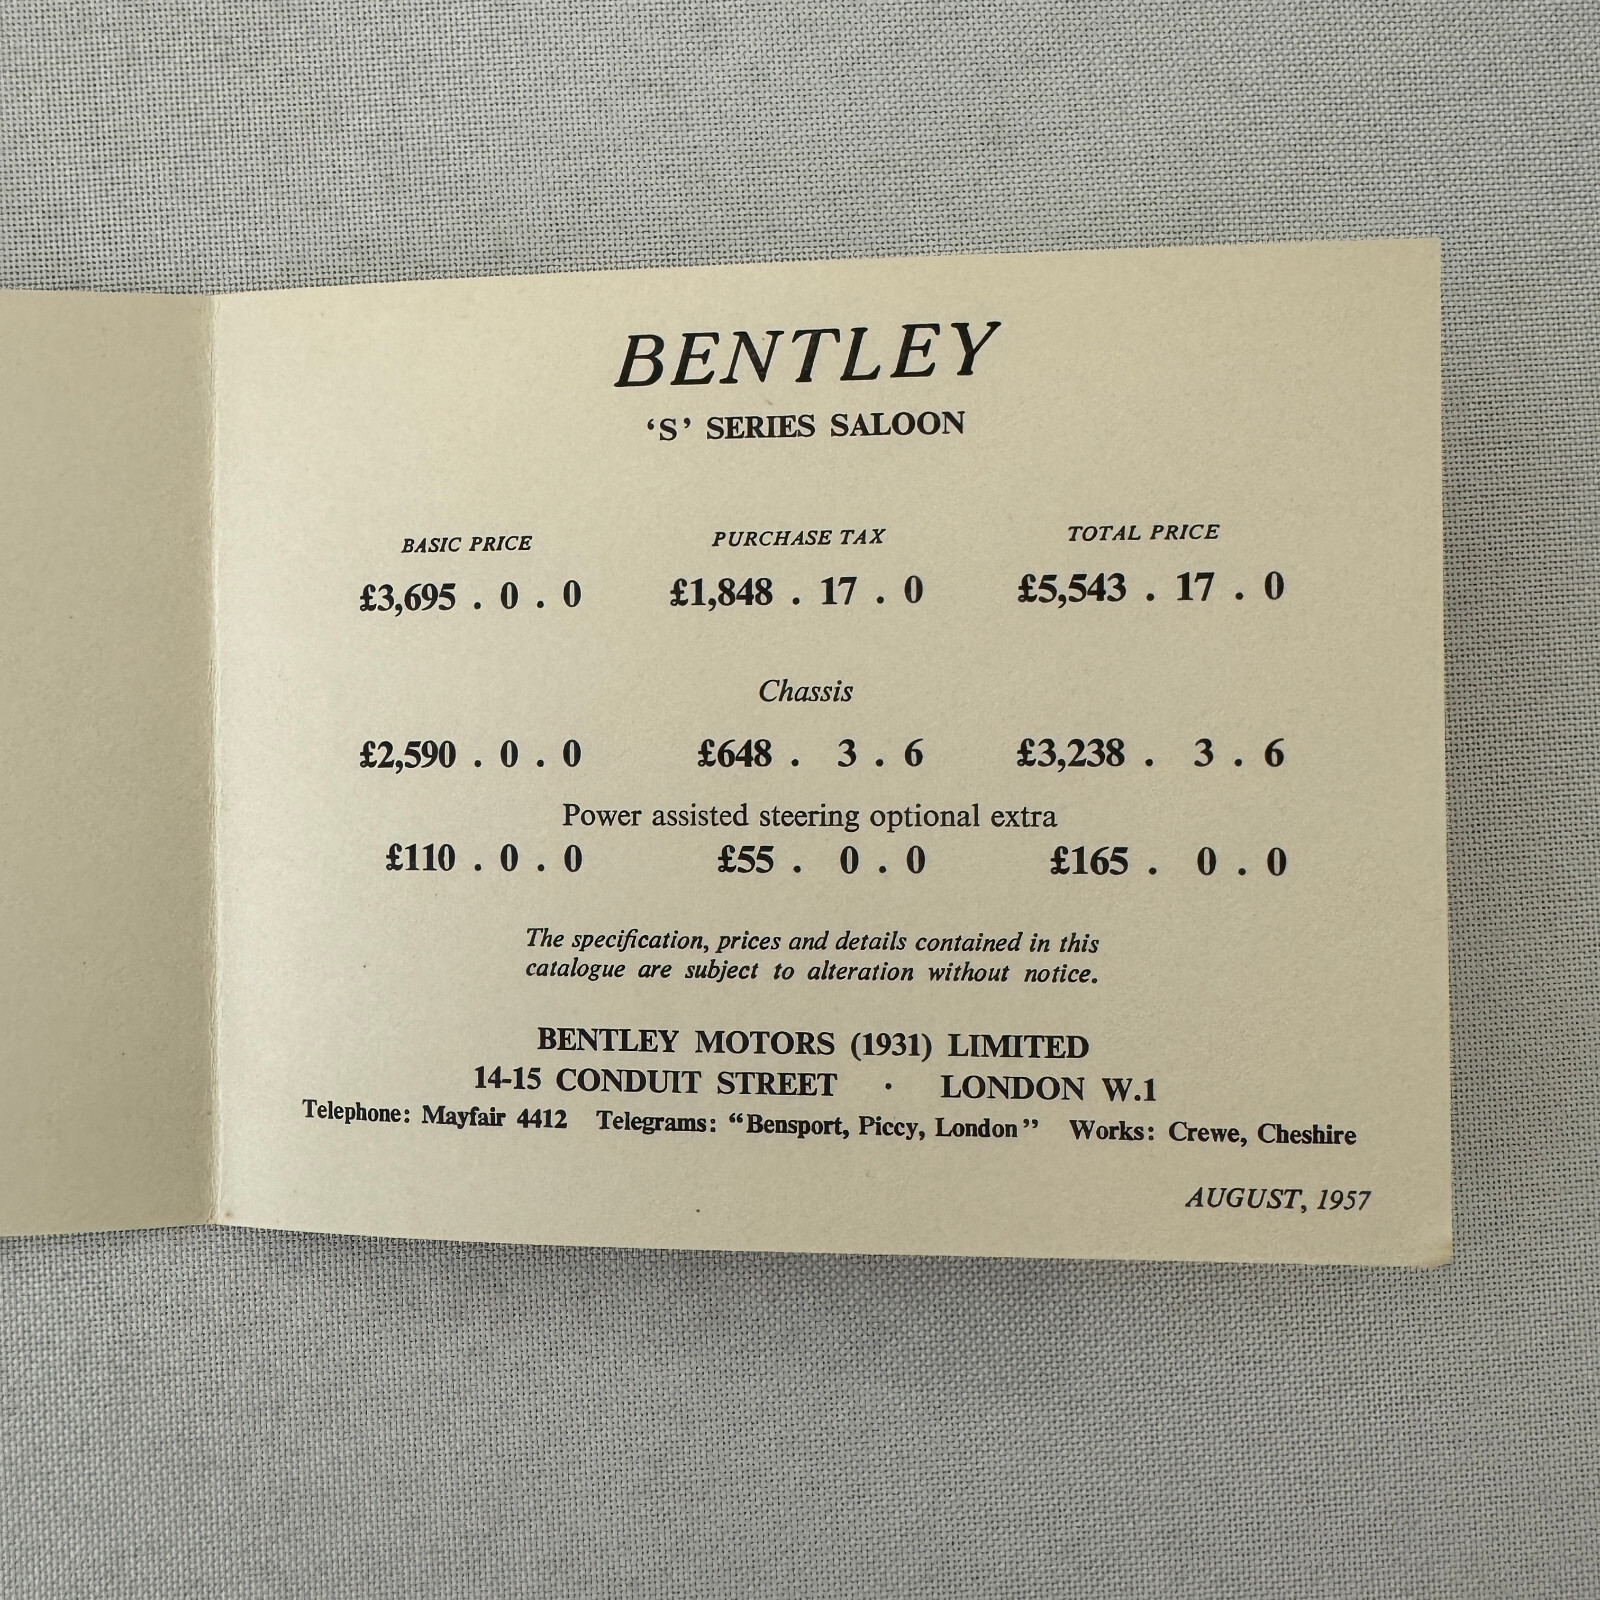 BENTLEY
‘S’ SERIES SALOON
BASIC PRICE PURCHASE TAX TOTAL PRICE
£3,695 . 0 . 0 £1,848 . 17 . 0 £5,543 . 17 . 0
Chassis
£2,590 . 0 . 0 £648 . 3 . 6 £3,238 . 3 . 6
Power assisted steering optional extra
£110 . 0 . 0 £55 . 0 . 0 £165 . 0 . 0
The specification, prices and details contained in this
catalogue are subject to alteration without notice.
BENTLEY MOTORS (1931) LIMITED
14-15 CONDUIT STREET · LONDON W.1
Telephone: Mayfair 4412 Telegrams: “Bensport, Piccy, London” Works: Crewe, Cheshire
AUGUST, 1957